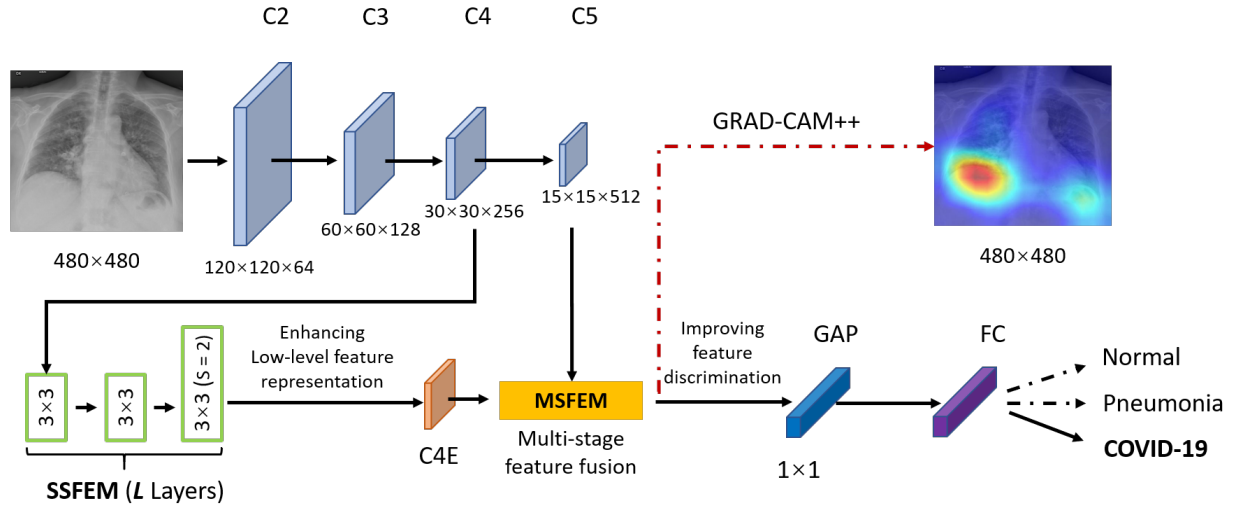 C2
C3
C4
C5
GRAD-CAM++
480×480
120×120×64
60×60×128
30×30×256
15×15×512
480×480
3×3
3×3
3×3 (s = 2)
SSFEM (L Layers)
Enhancing
Low-level feature
representation
C4E
MSFEM
Multi-stage
feature fusion
Improving
feature
discrimination
GAP
1×1
FC
Normal
Pneumonia
COVID-19